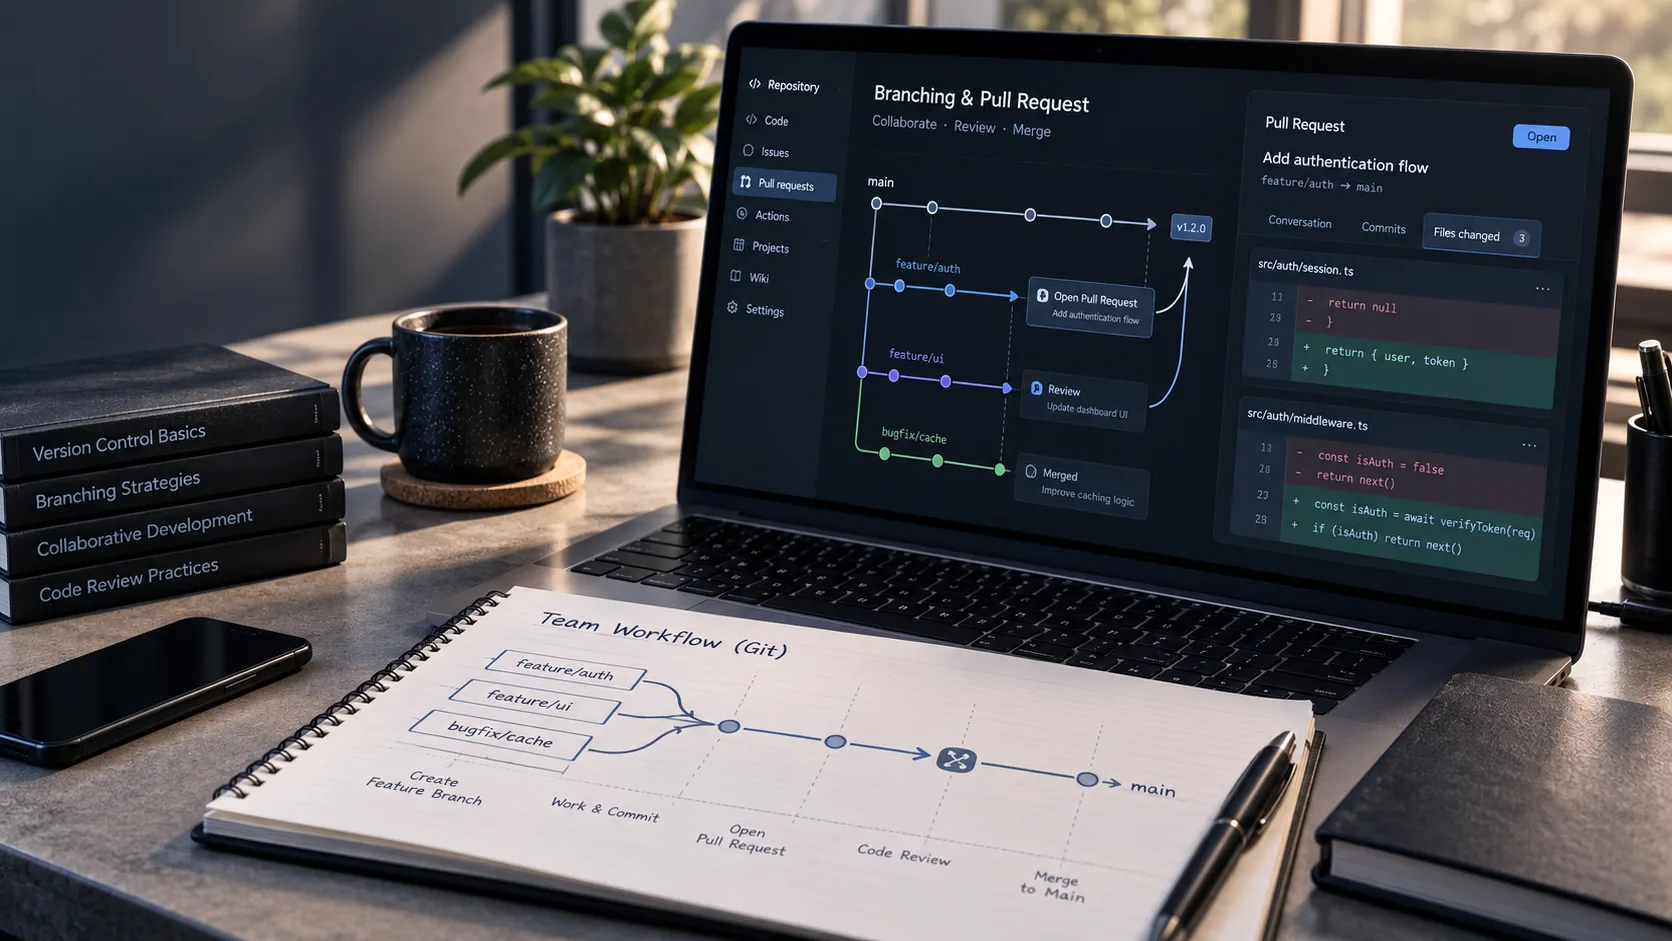 Version Control Basics
Branching Strategies
Collaborative Development
Code Review Practices
Repository
Code
Issues
Pull requests
Actions
Projects
Wiki
Settings
Branching & Pull Request
Collaborate · Review · Merge
main
v1.2.0
feature/auth
Open Pull Request
Add authentication flow
feature/ui
Review
Update dashboard UI
bugfix/cache
Merged
Improve caching logic
Pull Request
Open
Add authentication flow
feature/auth → main
Conversation
Commits
Files changed 3
src/auth/session.ts
- return null
- }
+ return { user, token }
+ }
src/auth/middleware.ts
- const isAuth = false
- return next()
+ const isAuth = await verifyToken(req)
+ if (isAuth) return next()
Team Workflow (Git)
feature/auth
feature/ui
bugfix/cache
main
Create
Feature Branch
Work & Commit
Open
Pull Request
Code Review
Merge
to Main